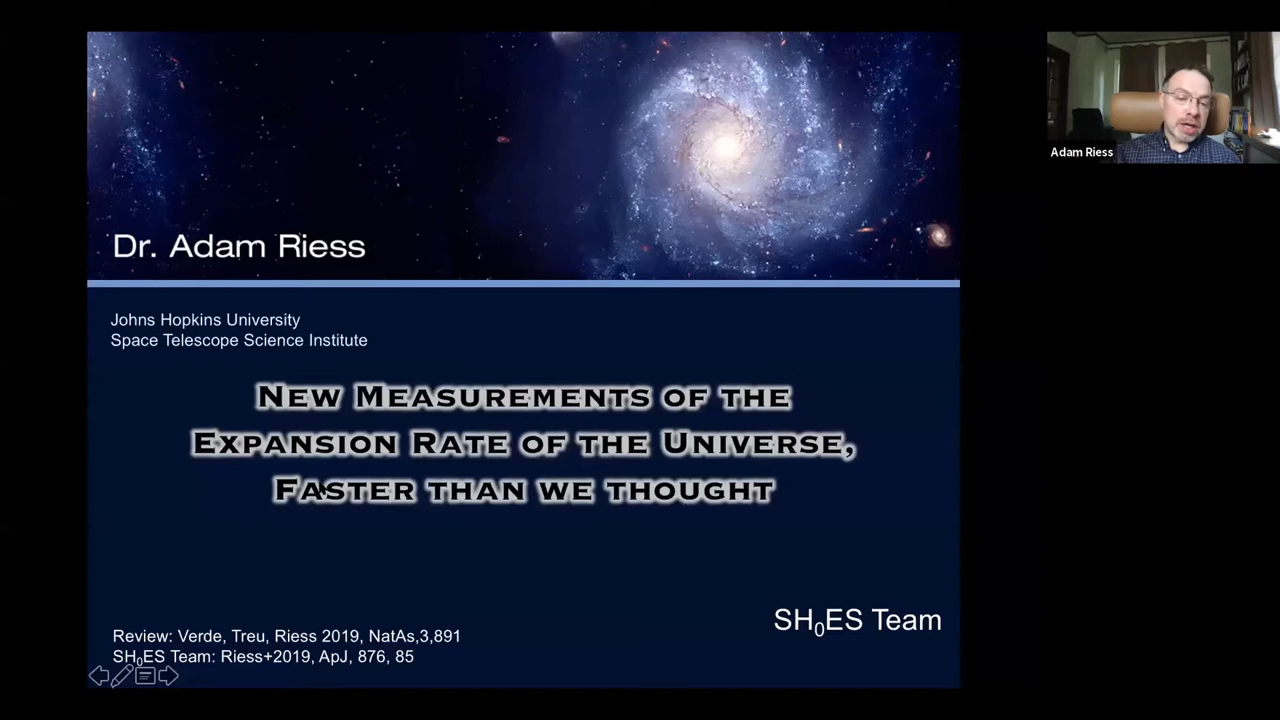 Dr. Adam Riess
Adam Riess
Johns Hopkins University
Space Telescope Science Institute
New Measurements of the
Expansion Rate of the Universe,
Faster than we thought
SH₀ES Team
Review: Verde, Treu, Riess 2019, NatAs,3,891
SH₀ES Team: Riess+2019, ApJ, 876, 85